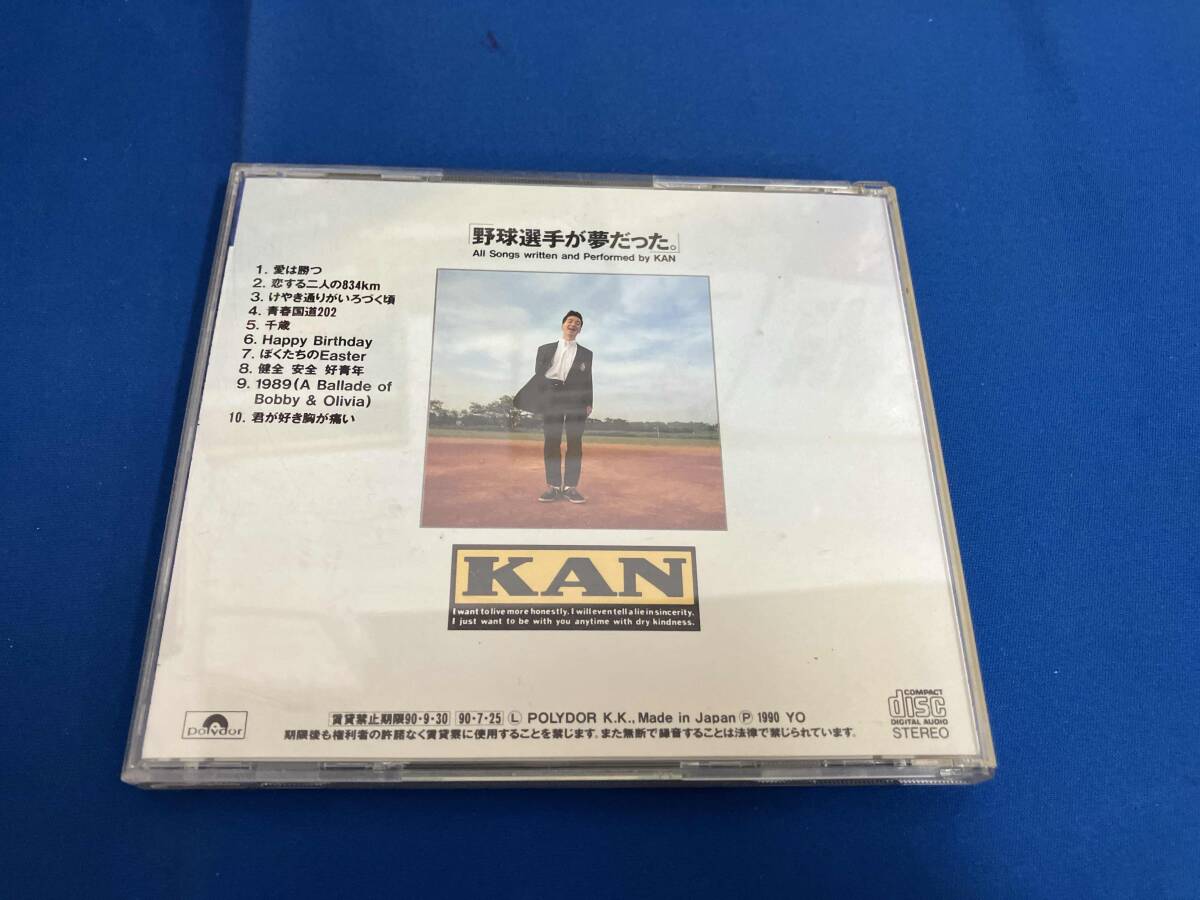 野球選手が夢だった。
All Songs written and Performed by KAN
1. 愛は勝つ
2. 恋する二人の834km
3. けやき通りがいろづく頃
4. 青春国道202
5. 千歳
6. Happy Birthday
7. ぼくたちのEaster
8. 健全 安全 好青年
9. 1989(A Ballade of
Bobby & Olivia)
10. 君が好き胸が痛い
KAN
I want to live more honestly. I will even tell a lie in sincerity.
I just want to be with you anytime with dry kindness.
Polydor
賃貸禁止期限90・9・30 90・7・25 Ⓛ POLYDOR K.K., Made in Japan Ⓟ 1990 YO
期限後も権利者の許諾なく賃貸業に使用することを禁じます。また無断で録音することは法律で禁じられています。
COMPACT
disc
DIGITAL AUDIO
STEREO